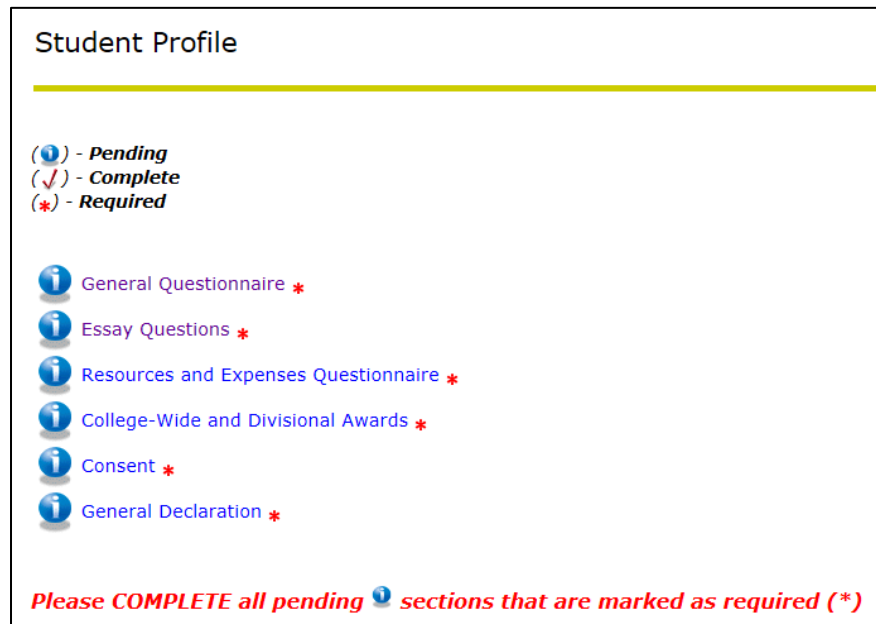 Student Profile
(i) - Pending
(√) - Complete
(*) - Required
General Questionnaire *
Essay Questions *
Resources and Expenses Questionnaire *
College-Wide and Divisional Awards *
Consent *
General Declaration *
Please COMPLETE all pending i sections that are marked as required (*)